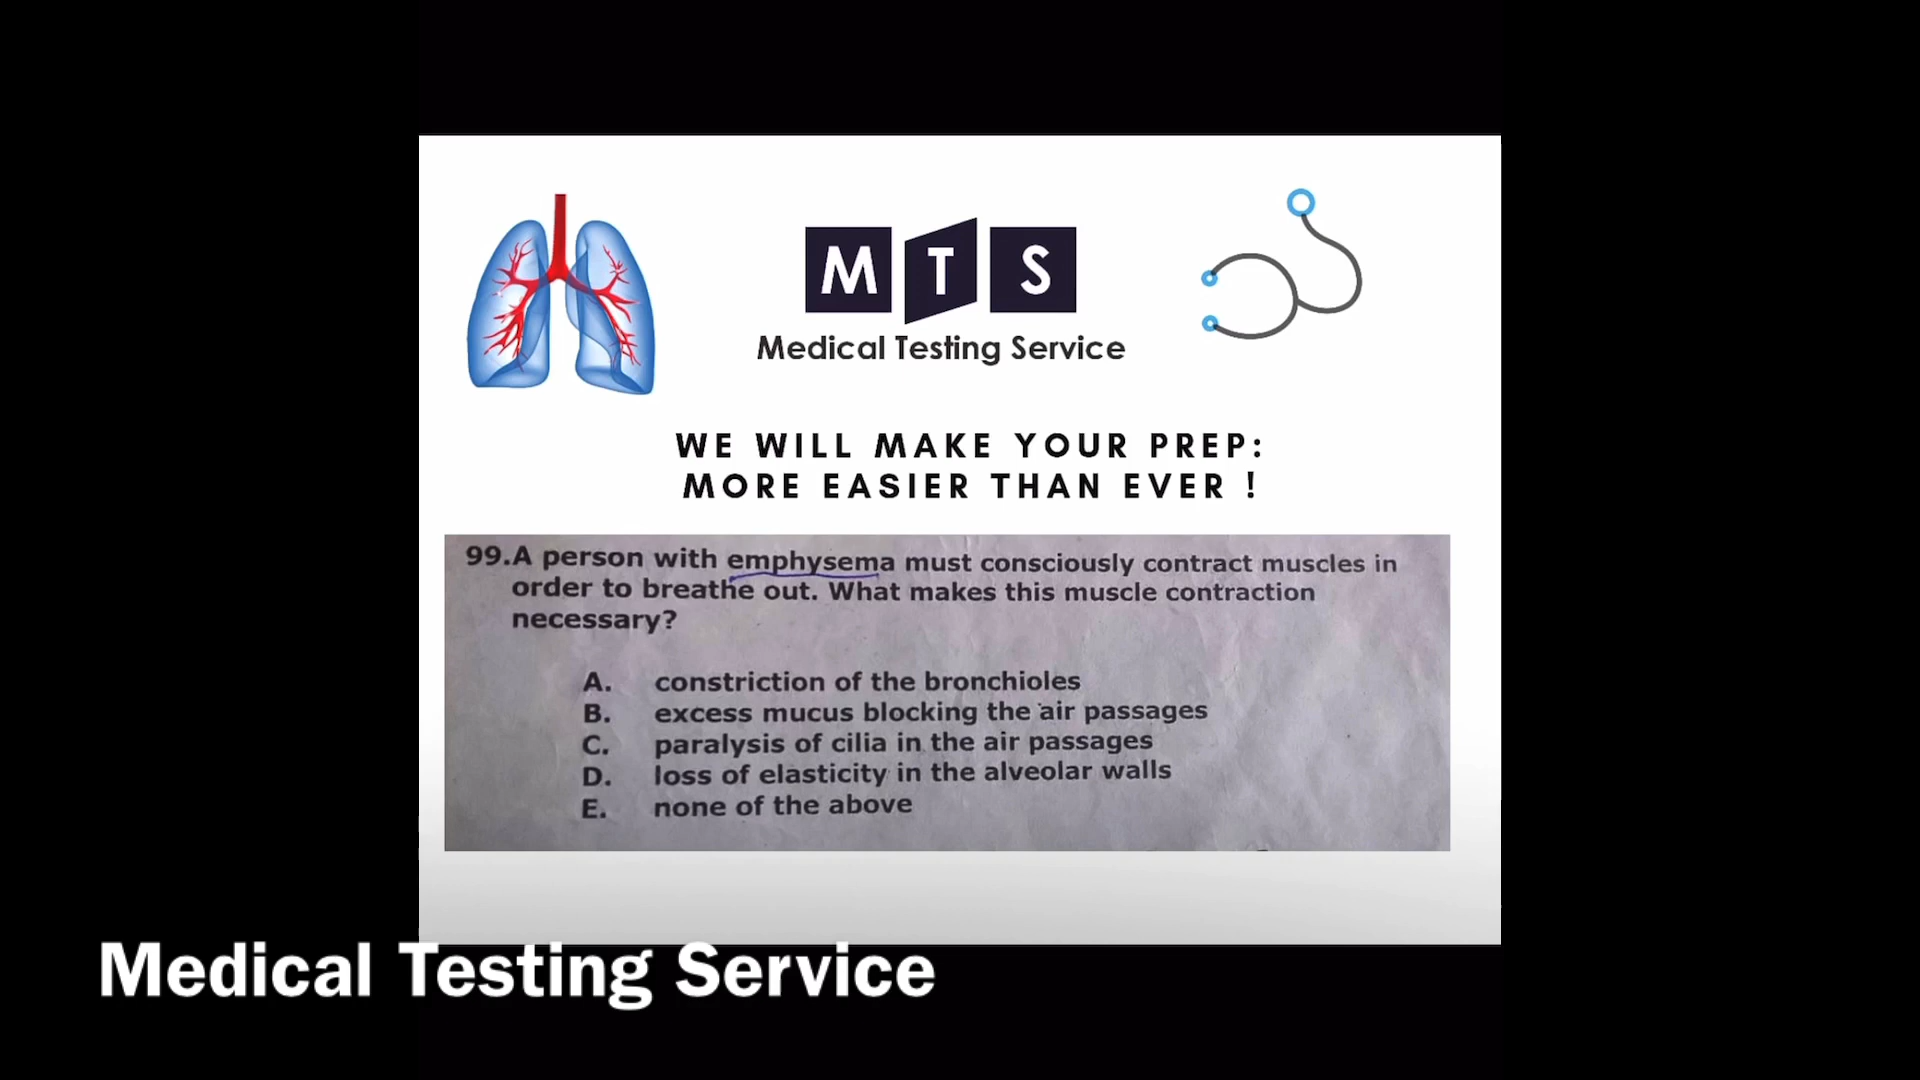 M T S
Medical Testing Service
WE WILL MAKE YOUR PREP:
MORE EASIER THAN EVER !
99.A person with emphysema must consciously contract muscles in
order to breathe out. What makes this muscle contraction
necessary?
A. constriction of the bronchioles
B. excess mucus blocking the air passages
C. paralysis of cilia in the air passages
D. loss of elasticity in the alveolar walls
E. none of the above
Medical Testing Service